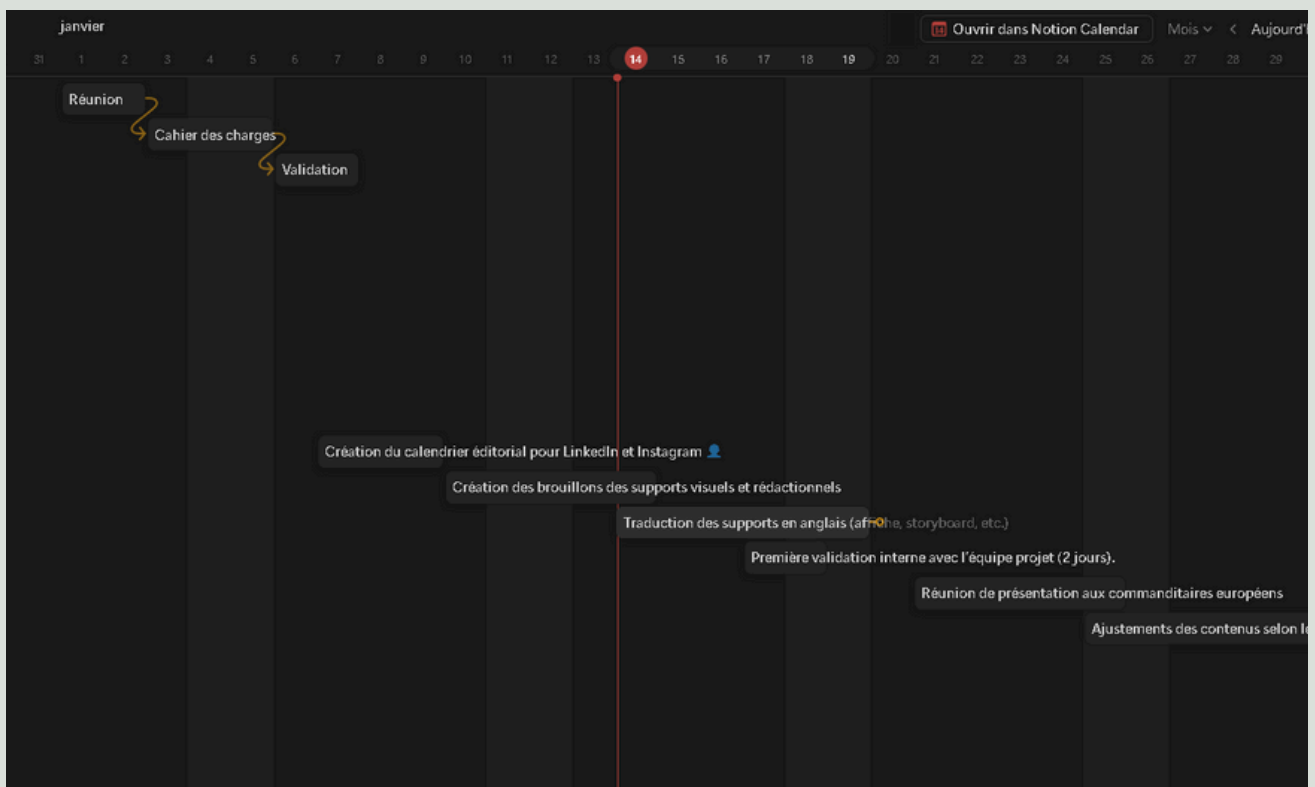 janvier
14 Ouvrir dans Notion Calendar Mois Aujourd'
31 1 2 3 4 5 6 7 8 9 10 11 12 13 14 15 16 17 18 19 20 21 22 23 24 25 26 27 28 29
Réunion
Cahier des charges
Validation
Création du calendrier éditorial pour LinkedIn et Instagram
Création des brouillons des supports visuels et rédactionnels
Traduction des supports en anglais (affiche, storyboard, etc.)
Première validation interne avec l'équipe projet (2 jours).
Réunion de présentation aux commanditaires européens
Ajustements des contenus selon